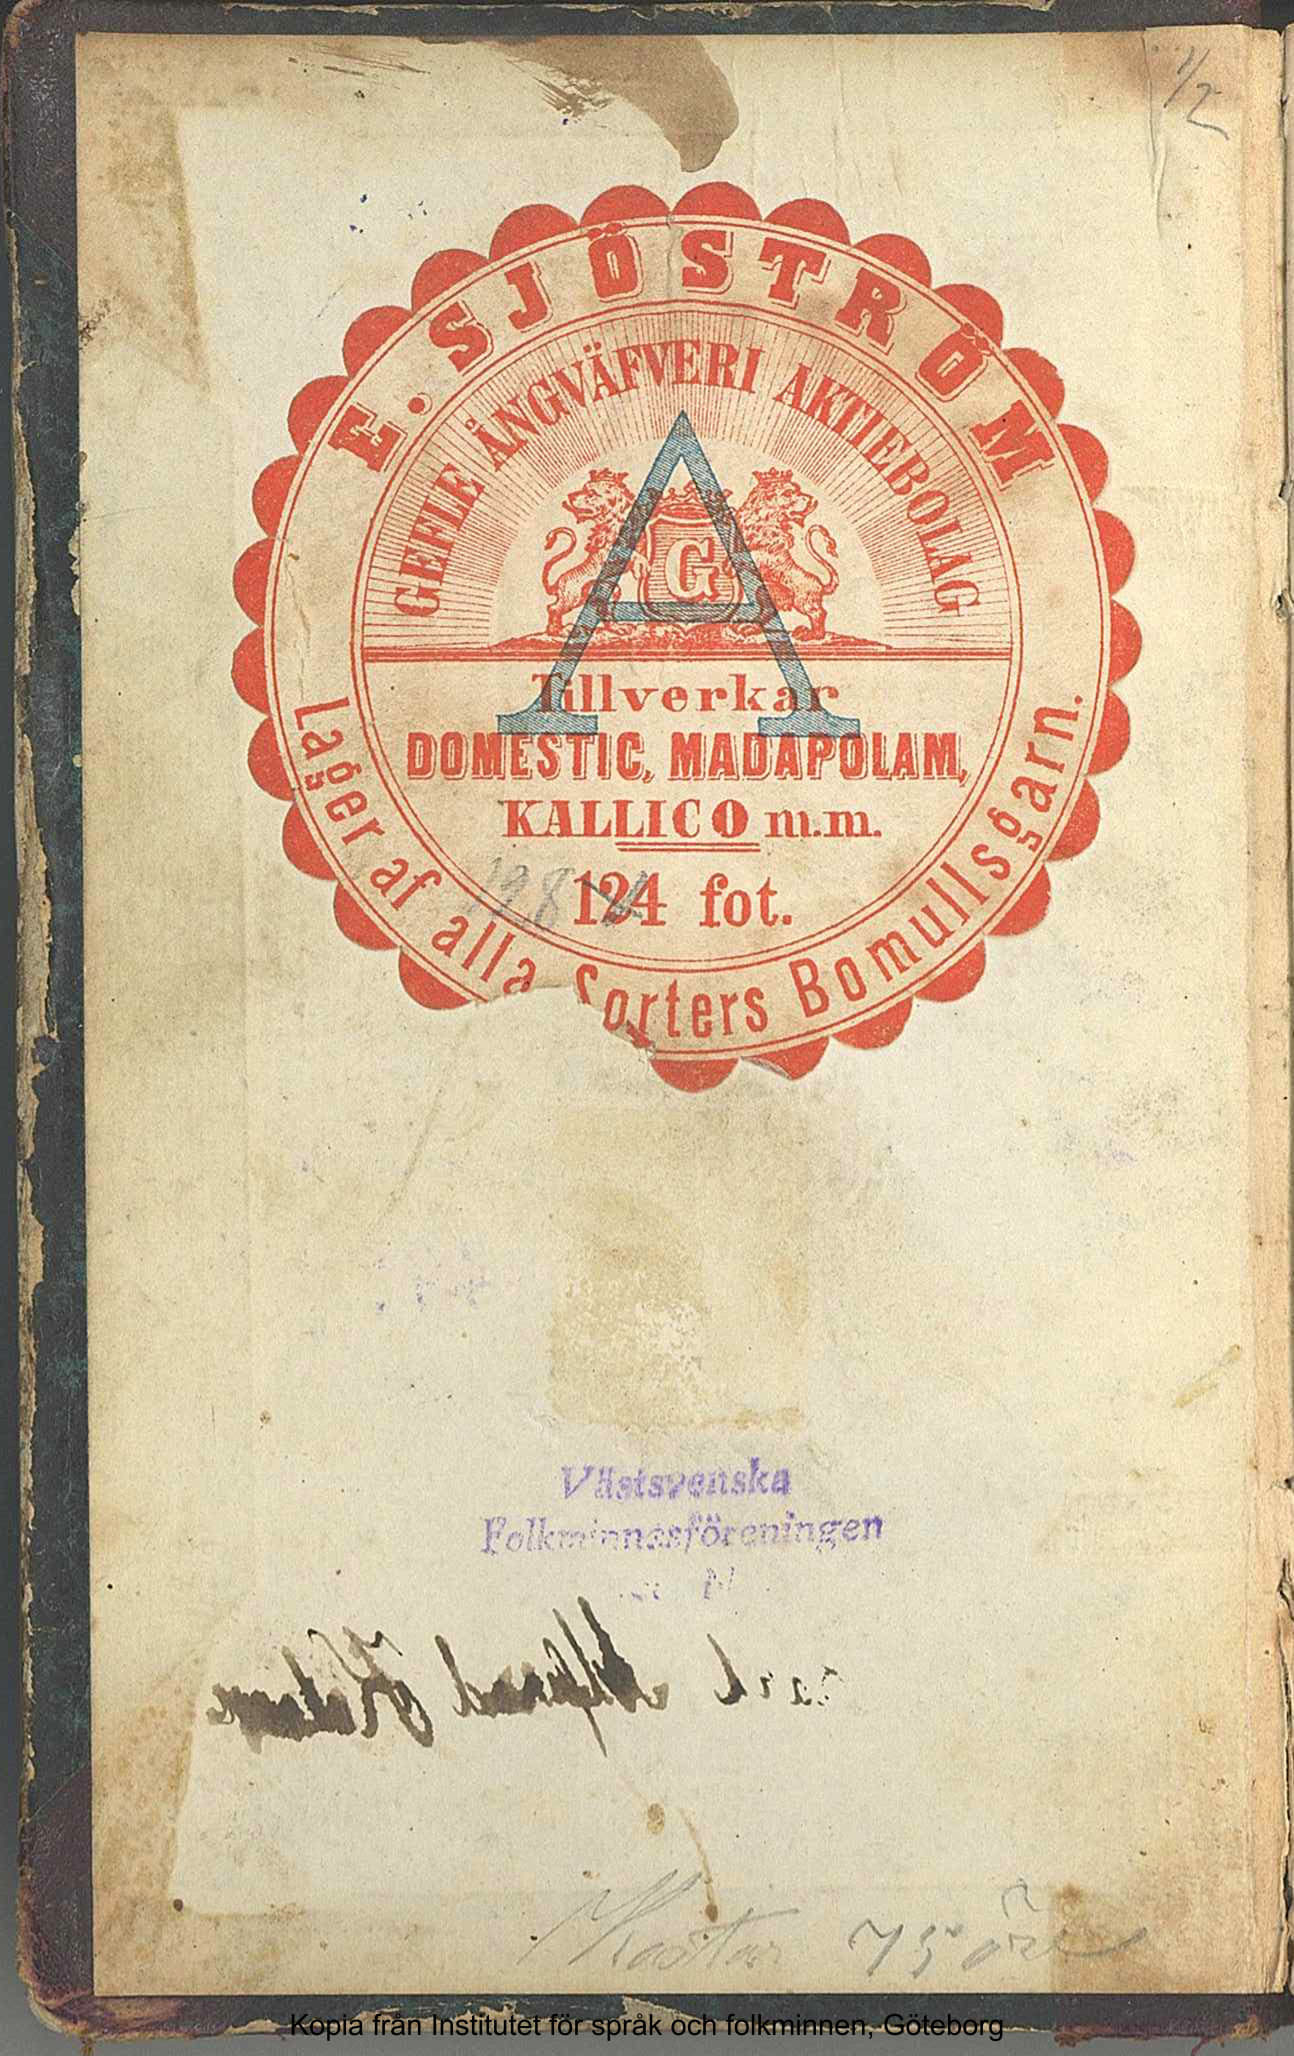 1/2
E. SJÖSTRÖM
GEFLE ÅNGVÄFVERI AKTIEBOLAG
A
G
Tillverkar
DOMESTIC, MADAPOLAM,
KALLICO m.m.
198 124 fot.
Lager af alla Sorters Bomullsgarn.
Västsvenska
Folkminnesföreningen
Kostar 75 öre
Kopia från Institutet för språk och folkminnen, Göteborg